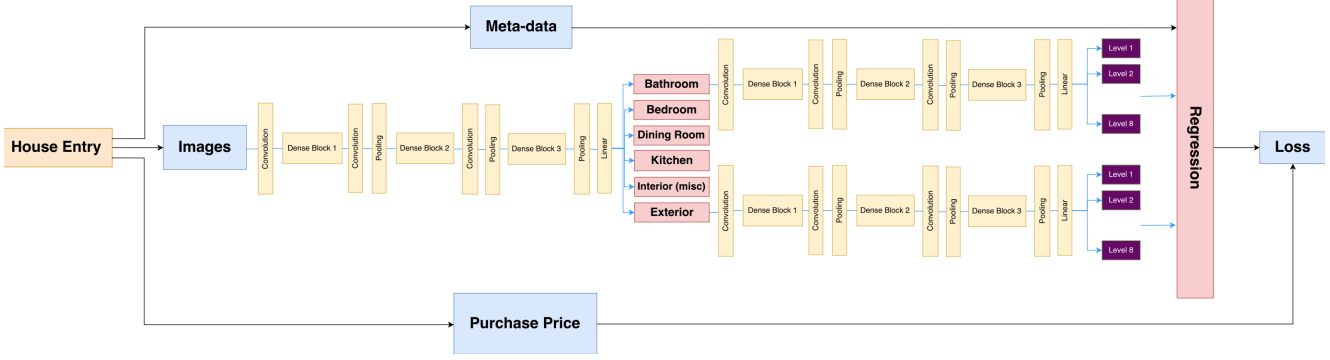 Meta-data
House Entry
Images
Convolution
Dense Block 1
Convolution
Pooling
Dense Block 2
Convolution
Pooling
Dense Block 3
Pooling
Linear
Bathroom
Bedroom
Dining Room
Kitchen
Interior (misc)
Exterior
Convolution
Dense Block 1
Convolution
Pooling
Dense Block 2
Convolution
Pooling
Dense Block 3
Pooling
Linear
Level 1
Level 2
Level 8
Convolution
Dense Block 1
Convolution
Pooling
Dense Block 2
Convolution
Pooling
Dense Block 3
Pooling
Linear
Level 1
Level 2
Level 8
Regression
Loss
Purchase Price